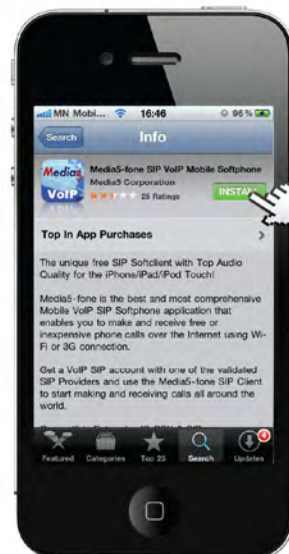 MN Mobi... 16:46 96%
Search Info
Media5 VoIP
Media5-fone SIP VoIP Mobile Softphone
Media5 Corporation
25 Ratings INSTALL
Top In App Purchases
The unique free SIP Softclient with Top Audio
Quality for the iPhone/iPad/iPod Touch!
Media5-fone is the best and most comprehensive
Mobile VoIP SIP Softphone application that
enables you to make and receive free or
inexpensive phone calls over the Internet using Wi-
Fi or 3G connection.
Get a VoIP SIP account with one of the validated
SIP Providers and use the Media5-fone SIP Client
to start making and receiving calls all around the
world.
4
Featured Categories Top 25 Search Updates